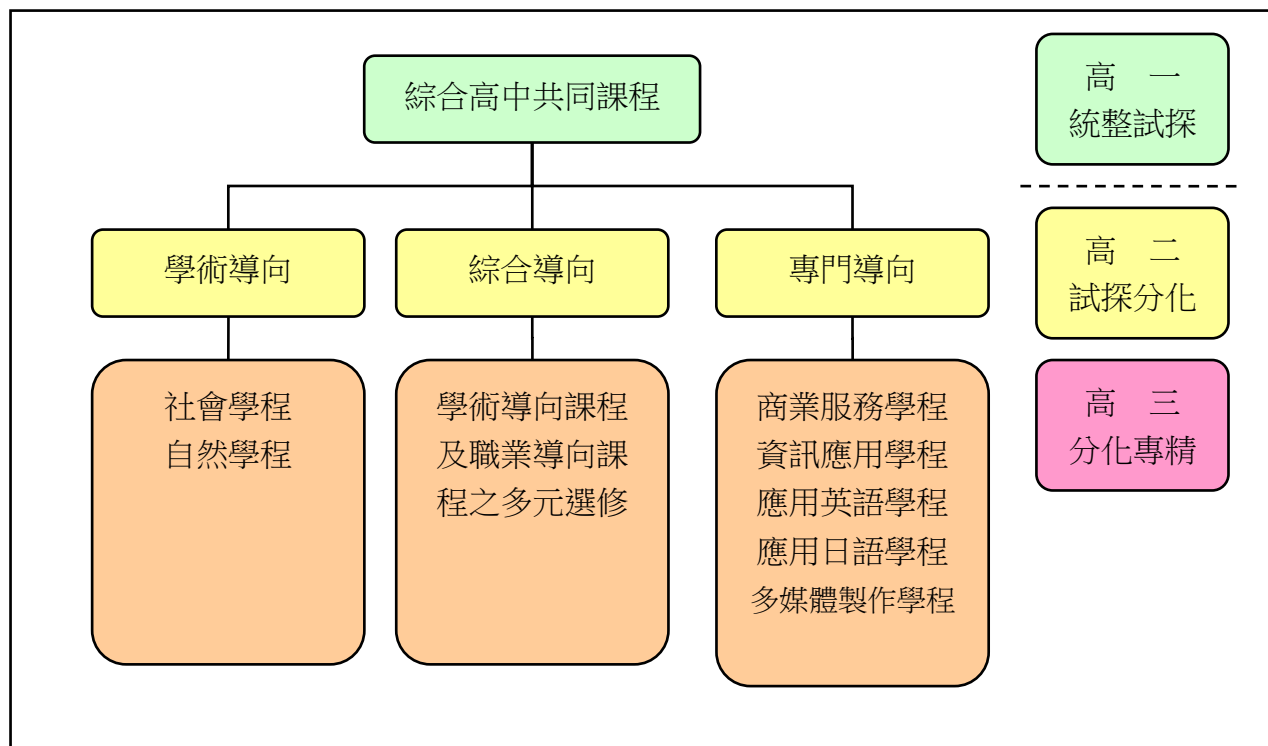 綜合高中共同課程
高　一
統整試探
學術導向
綜合導向
專門導向
高　二
試探分化
社會學程
自然學程
學術導向課程
及職業導向課
程之多元選修
商業服務學程
資訊應用學程
應用英語學程
應用日語學程
多媒體製作學程
高　三
分化專精